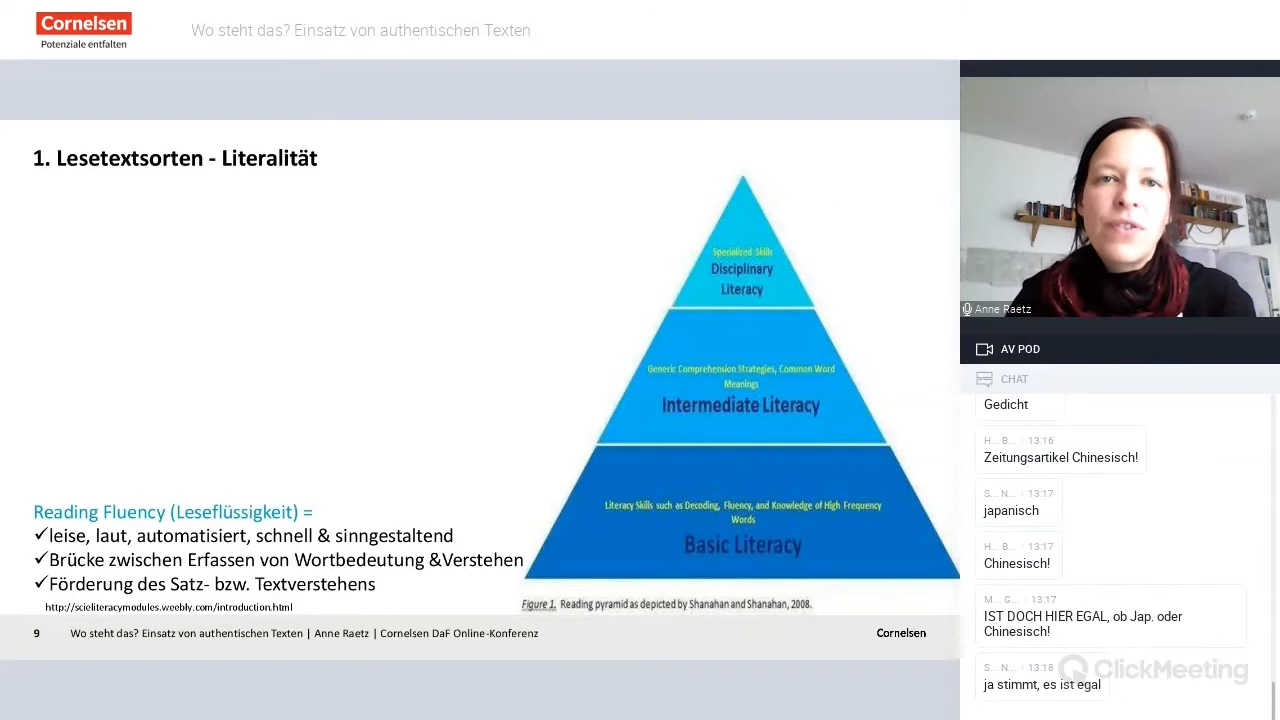 Cornelsen
Potenziale entfalten
Wo steht das? Einsatz von authentischen Texten
1. Lesetextsorten - Literalität
Specialized Skills
Disciplinary
Literacy
Generic Comprehension Strategies, Common Word
Meanings
Intermediate Literacy
Literacy Skills such as Decoding, Fluency, and Knowledge of High Frequency
Words
Basic Literacy
Reading Fluency (Leseflüssigkeit) =
✓leise, laut, automatisiert, schnell & sinngestaltend
✓Brücke zwischen Erfassen von Wortbedeutung &Verstehen
✓Förderung des Satz- bzw. Textverstehens
http://scieliteracymodules.weebly.com/introduction.html
Figure 1. Reading pyramid as depicted by Shanahan and Shanahan, 2008.
9 Wo steht das? Einsatz von authentischen Texten | Anne Raetz | Cornelsen DaF Online-Konferenz
Cornelsen
Anne Raetz
AV POD
CHAT
Gedicht
H... B... 13:16
Zeitungsartikel Chinesisch!
S... N... 13:17
japanisch
H... B... 13:17
Chinesisch!
M... G... 13:17
IST DOCH HIER EGAL, ob Jap. oder
Chinesisch!
S... N... 13:18
ja stimmt, es ist egal
ClickMeeting